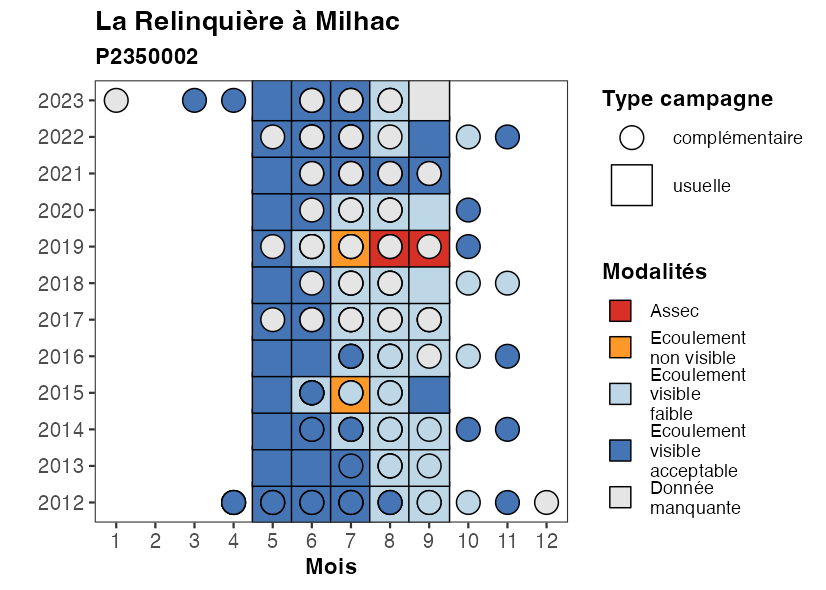 La Relinquière à Milhac
P2350002
2023
2022
2021
2020
2019
2018
2017
2016
2015
2014
2013
2012
1 2 3 4 5 6 7 8 9 10 11 12
Mois
Type campagne
complémentaire
usuelle
Modalités
Assec
Ecoulement
non visible
Ecoulement
visible
faible
Ecoulement
visible
acceptable
Donnée
manquante